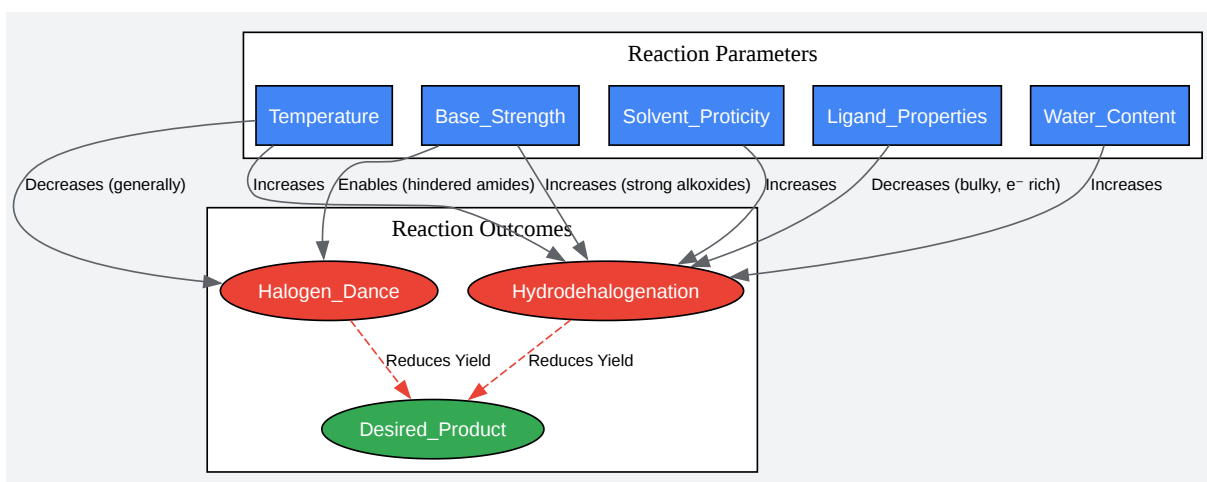 Reaction Parameters
Temperature
Base_Strength
Solvent_Proticity
Ligand_Properties
Water_Content
Decreases (generally)
Increases
Enables (hindered amides)
Increases (strong alkoxides)
Increases
Decreases (bulky, e⁻ rich)
Increases
Reaction Outcomes
Halogen_Dance
Hydrodehalogenation
Reduces Yield
Reduces Yield
Desired_Product